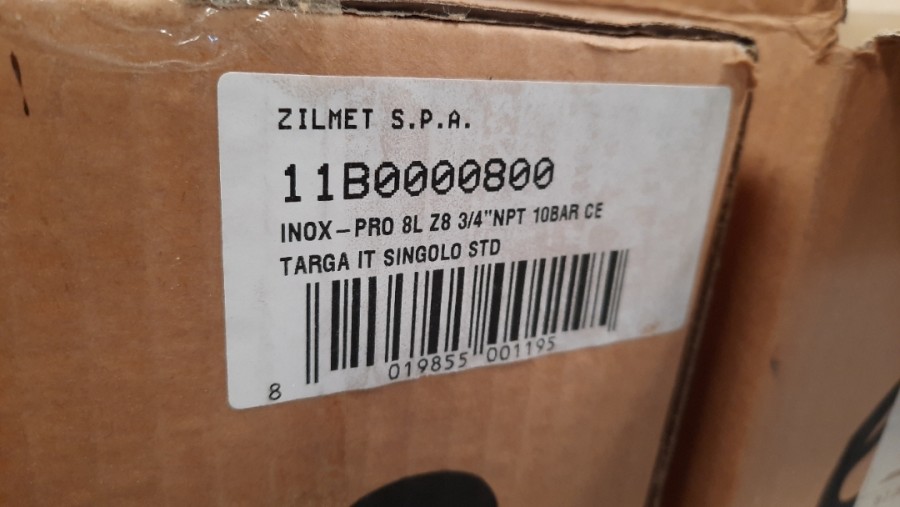 ZILMET S.P.A.
11B0000800
INOX-PRO 8L Z8 3/4"NPT 10BAR CE
TARGA IT SINGOLO STD
8 019855 001195